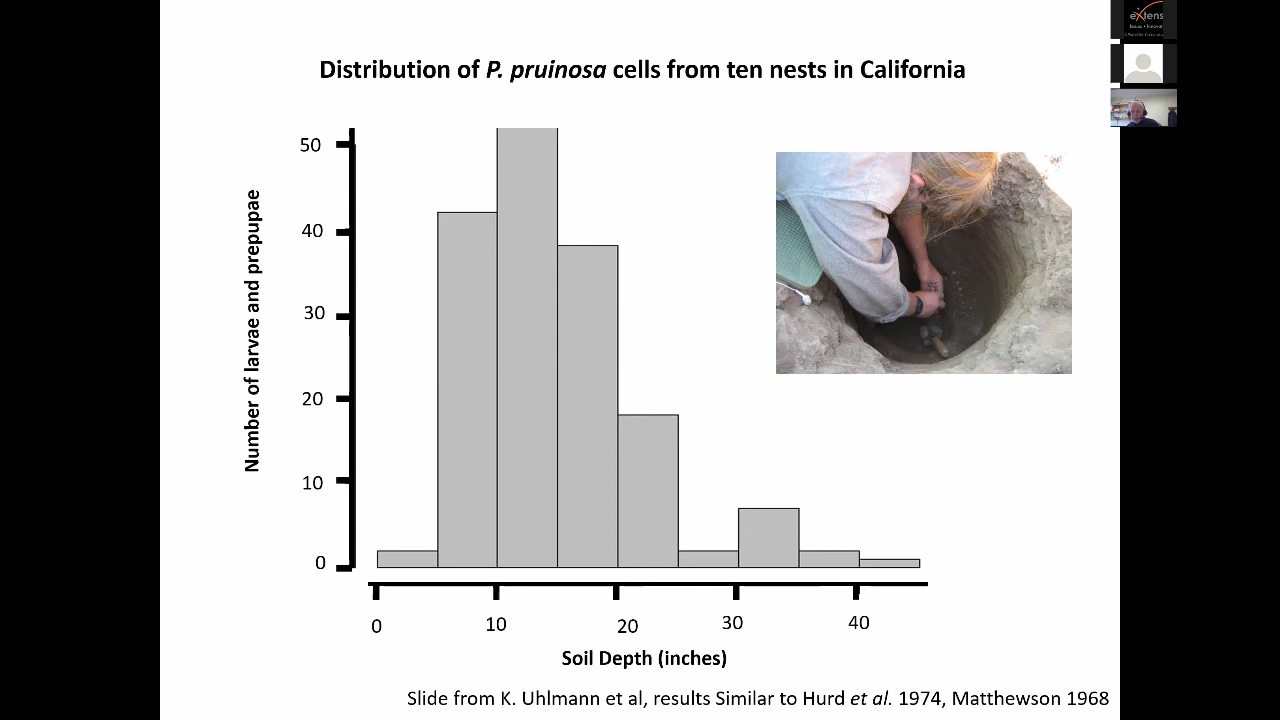 Distribution of P. pruinosa cells from ten nests in California
Number of larvae and prepupae
50
40
30
20
10
0
0
10
20
30
40
Soil Depth (inches)
Slide from K. Uhlmann et al, results Similar to Hurd et al. 1974, Matthewson 1968
eXtens